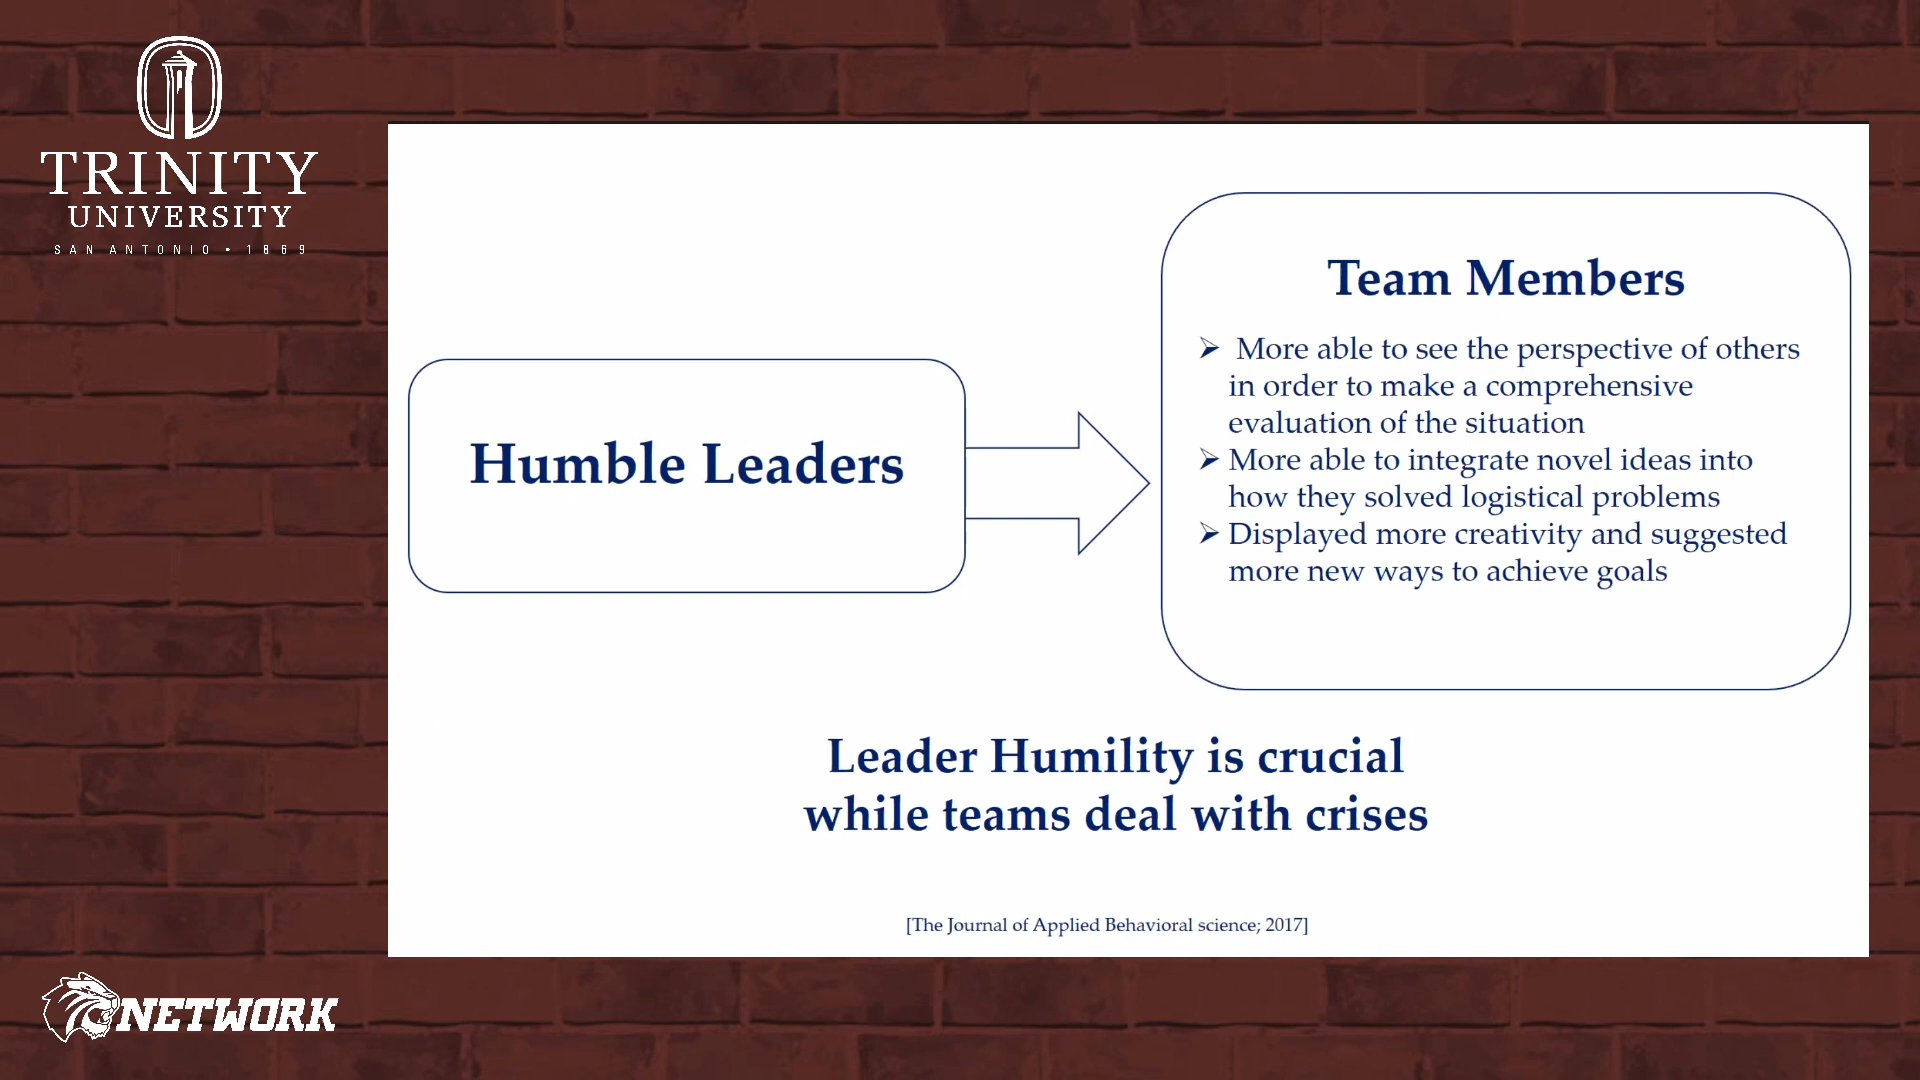 TRINITY
UNIVERSITY
SAN ANTONIO • 1869
Humble Leaders
Team Members
➢ More able to see the perspective of others
in order to make a comprehensive
evaluation of the situation
➢ More able to integrate novel ideas into
how they solved logistical problems
➢ Displayed more creativity and suggested
more new ways to achieve goals
Leader Humility is crucial
while teams deal with crises
[The Journal of Applied Behavioral science; 2017]
NETWORK